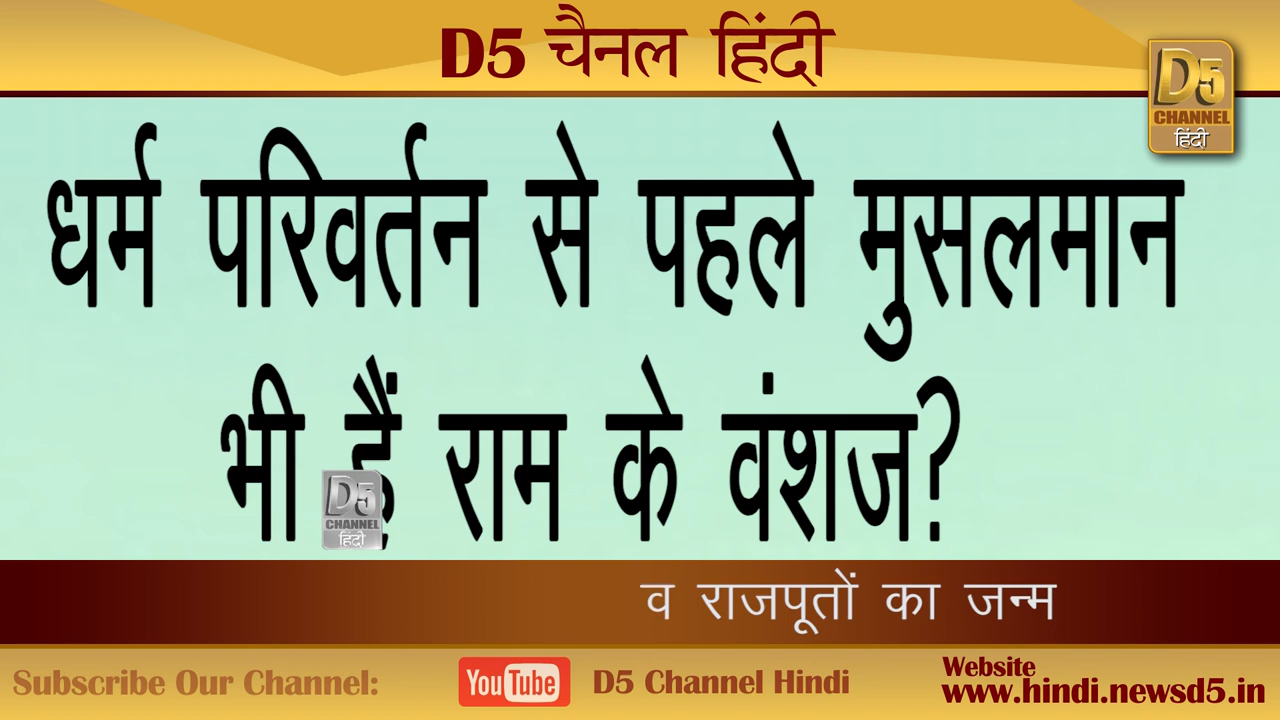 D5 चैनल हिंदी
D5
CHANNEL
हिंदी
धर्म परिवर्तन से पहले मुसलमान
भी हैं राम के वंशज?
D5
CHANNEL
हिंदी
व राजपूतों का जन्म
Subscribe Our Channel:
YouTube
D5 Channel Hindi
Website
www.hindi.newsd5.in